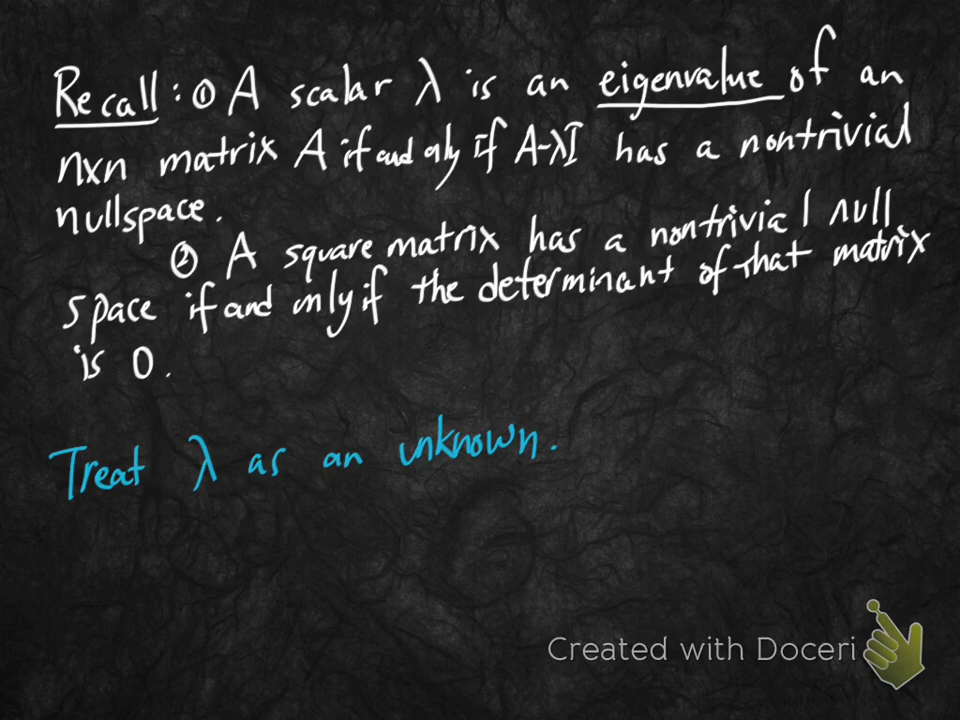 Recall: ① A scalar λ is an eigenvalue of an
nxn matrix A if and only if A-λI has a nontrivial
nullspace.
② A square matrix has a nontrivial null
space if and only if the determinant of that matrix
is 0.
Treat λ as an unknown.
Created with Doceri